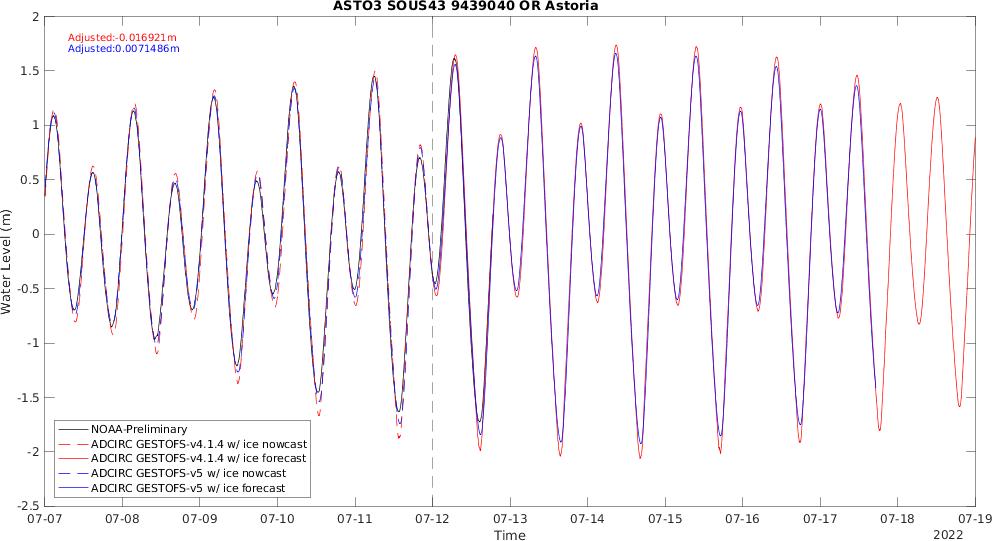 ASTO3 SOUS43 9439040 OR Astoria
Adjusted:-0.016921m
Adjusted:0.0071486m
2
1.5
1
0.5
0
-0.5
-1
-1.5
-2
-2.5
Water Level (m)
NOAA-Preliminary
ADCIRC GESTOFS-v4.1.4 w/ ice nowcast
ADCIRC GESTOFS-v4.1.4 w/ ice forecast
ADCIRC GESTOFS-v5 w/ ice nowcast
ADCIRC GESTOFS-v5 w/ ice forecast
07-07 07-08 07-09 07-10 07-11 07-12 07-13 07-14 07-15 07-16 07-17 07-18 07-19
Time
2022